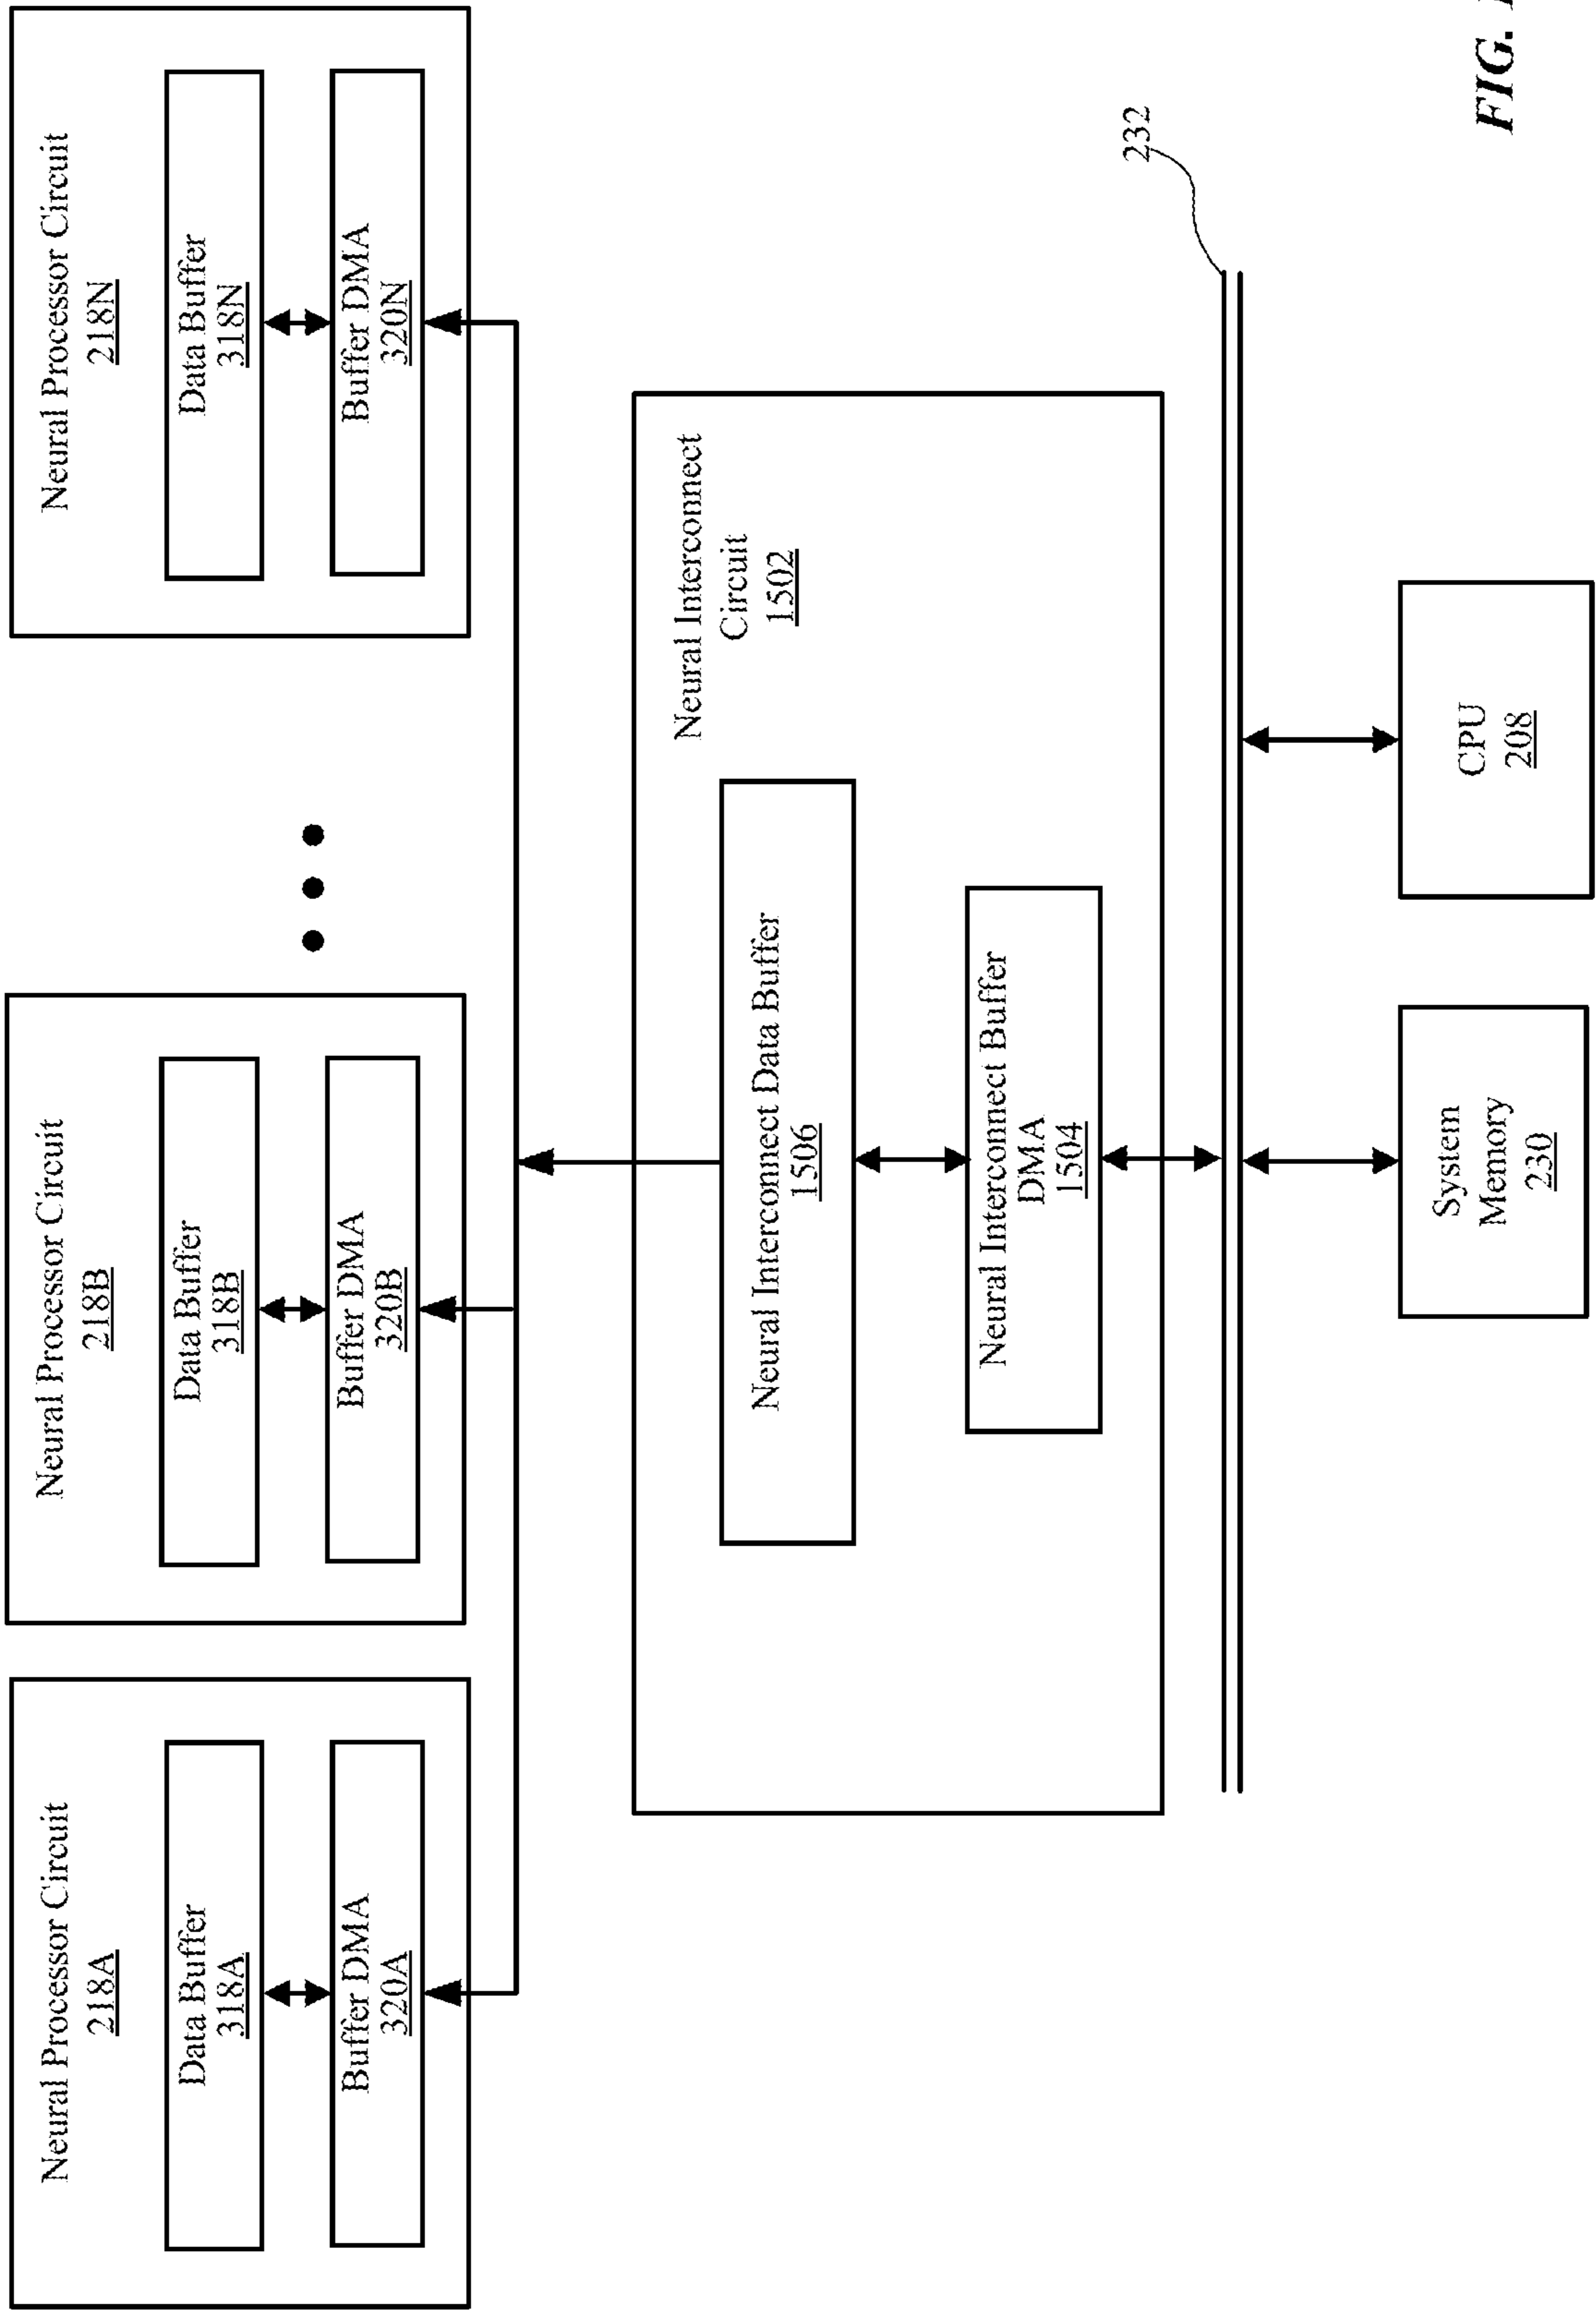 Neural Processor Circuit
218A
Data Buffer
318A
Buffer DMA
320A
Neural Processor Circuit
218B
Data Buffer
318B
Buffer DMA
320B
Neural Processor Circuit
218N
Data Buffer
318N
Buffer DMA
320N
Neural Interconnect
Circuit
1502
Neural Interconnect Data Buffer
1506
Neural Interconnect Buffer
DMA
1504
232
System
Memory
230
CPU
208
FIG.